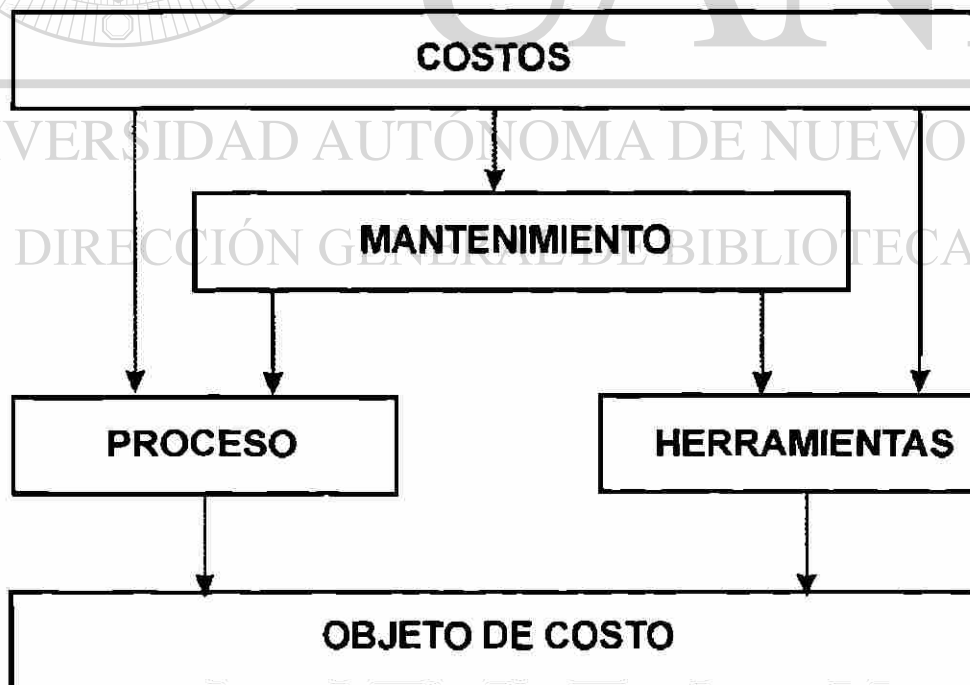 COSTOS
VERSIDAD AUTÓNOMA DE NUEVO
MANTENIMIENTO
DIRECCIÓN GENERAL DE BIBLIOTECA
PROCESO
HERRAMIENTAS
OBJETO DE COSTO